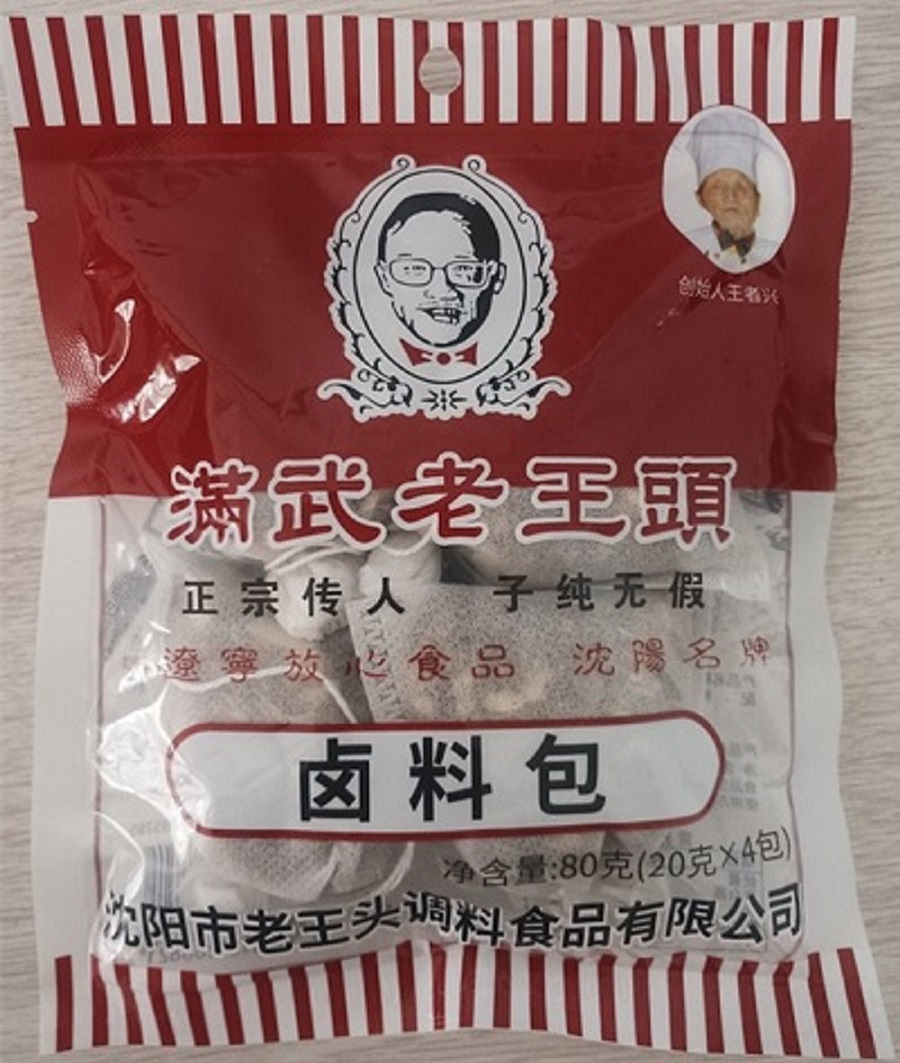 创始人王者兴
滿武老王頭
正宗传人 子纯无假
遼寧放心食品 沈陽名牌
卤料包
净含量:80克(20克×4包)
沈阳市老王头调料食品有限公司